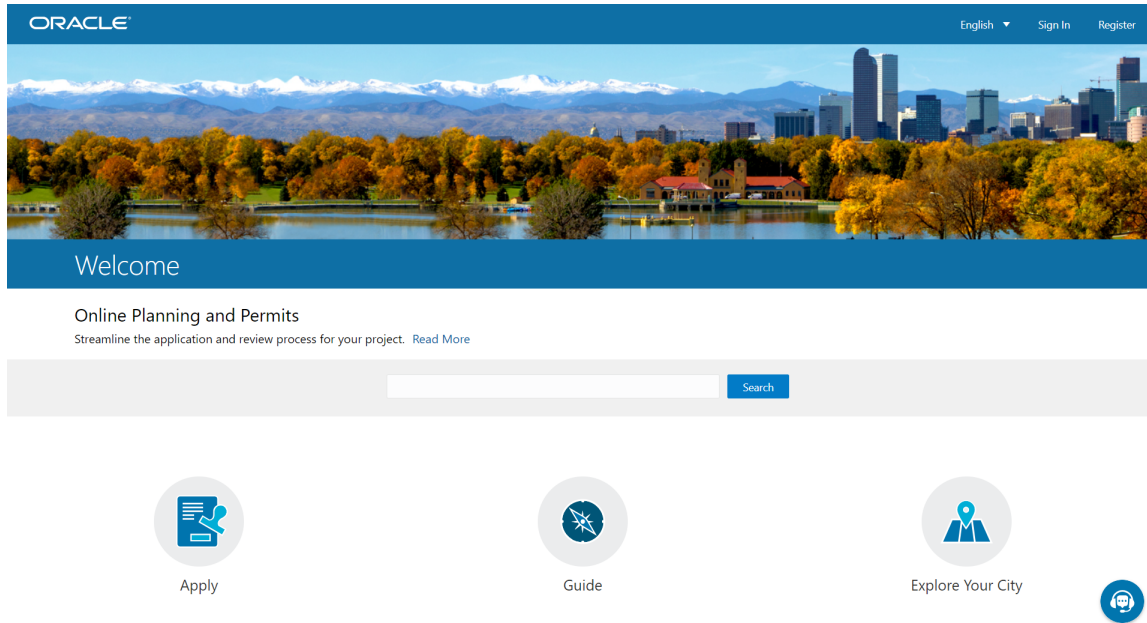 ORACLE
English Sign In Register
Welcome
Online Planning and Permits
Streamline the application and review process for your project. Read More
Search
Apply Guide Explore Your City